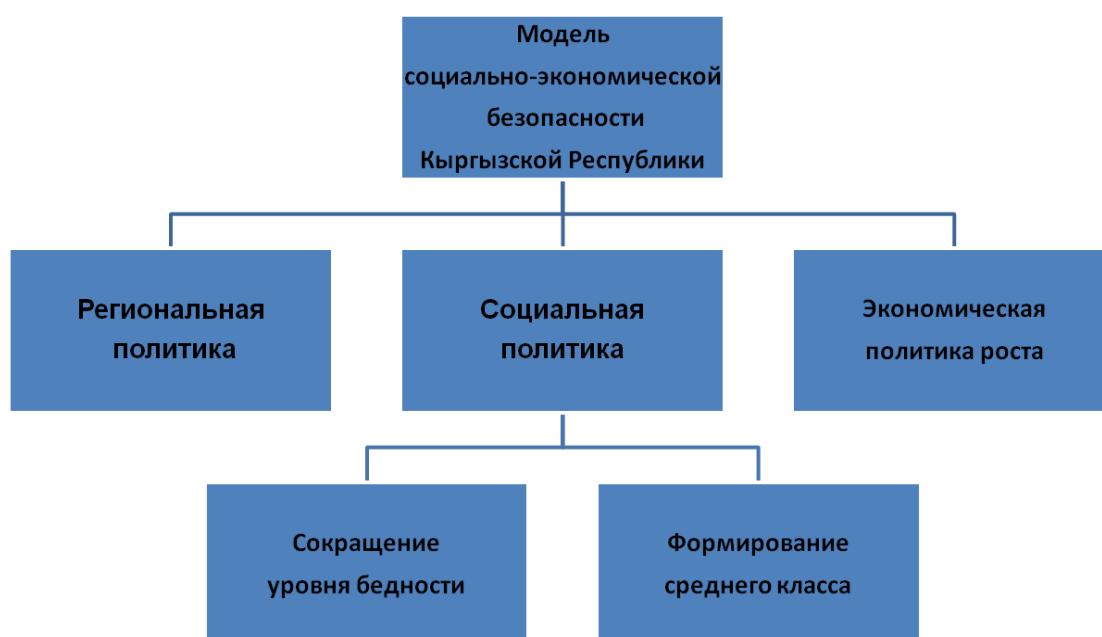 Модель
социально-экономической
безопасности
Кыргызской Республики
Региональная
политика
Социальная
политика
Экономическая
политика роста
Сокращение
уровня бедности
Формирование
среднего класса